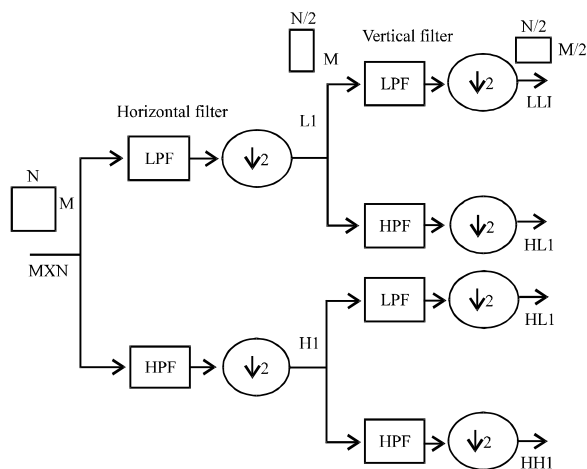 N/2
M
Vertical filter
N/2
M/2
LPF
2
LLI
Horizontal filter
L1
LPF
2
N
M
MXN
HPF
2
HL1
LPF
2
HL1
H1
HPF
2
HPF
2
HH1